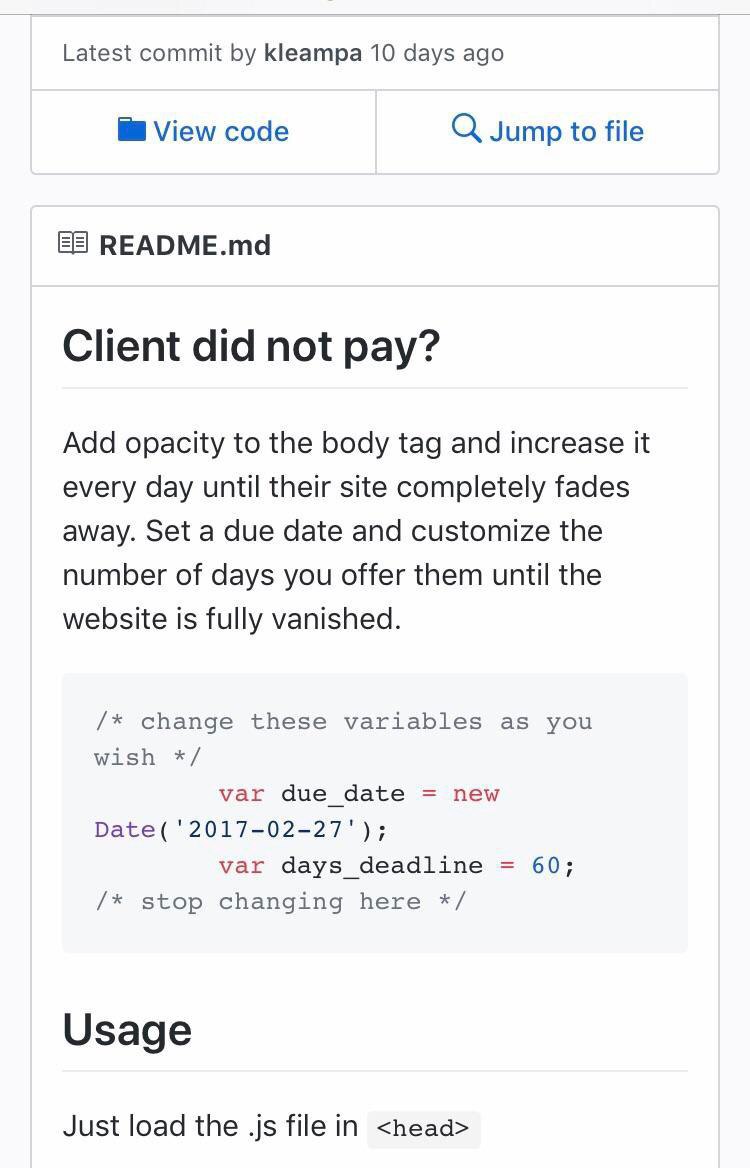 Latest commit by kleampa 10 days ago
View code
Jump to file
README.md
Client did not pay?
Add opacity to the body tag and increase it
every day until their site completely fades
away. Set a due date and customize the
number of days you offer them until the
website is fully vanished.
/* change these variables as you
wish */
var due_date = new
Date('2017-02-27');
var days_deadline = 60;
/* stop changing here */
Usage
Just load the .js file in <head>